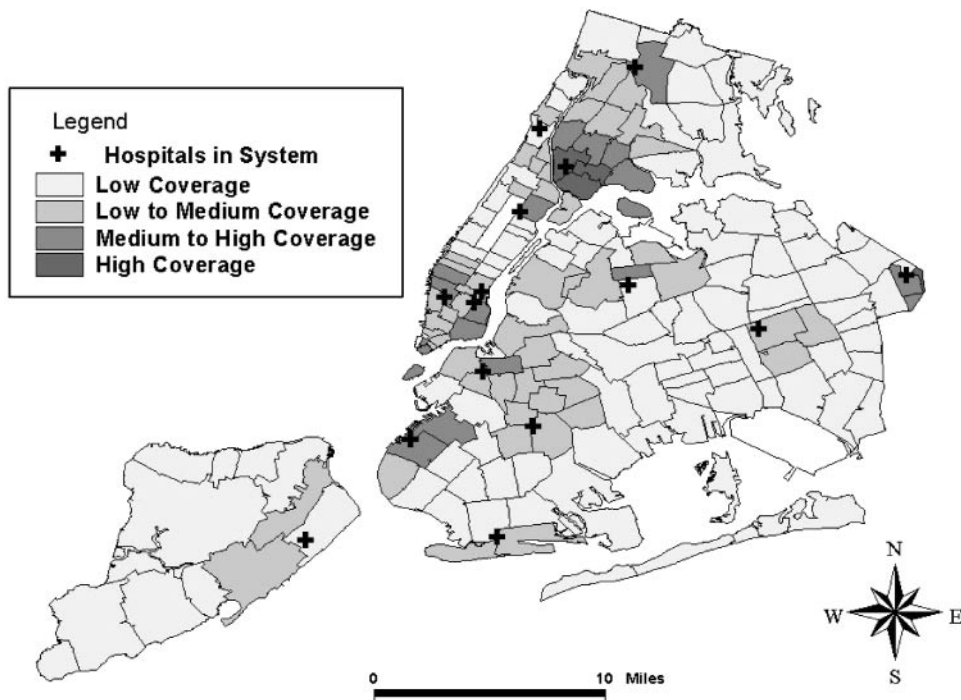 Legend
Hospitals in System
Low Coverage
Low to Medium Coverage
Medium to High Coverage
High Coverage
N
W E
S
0 10 Miles